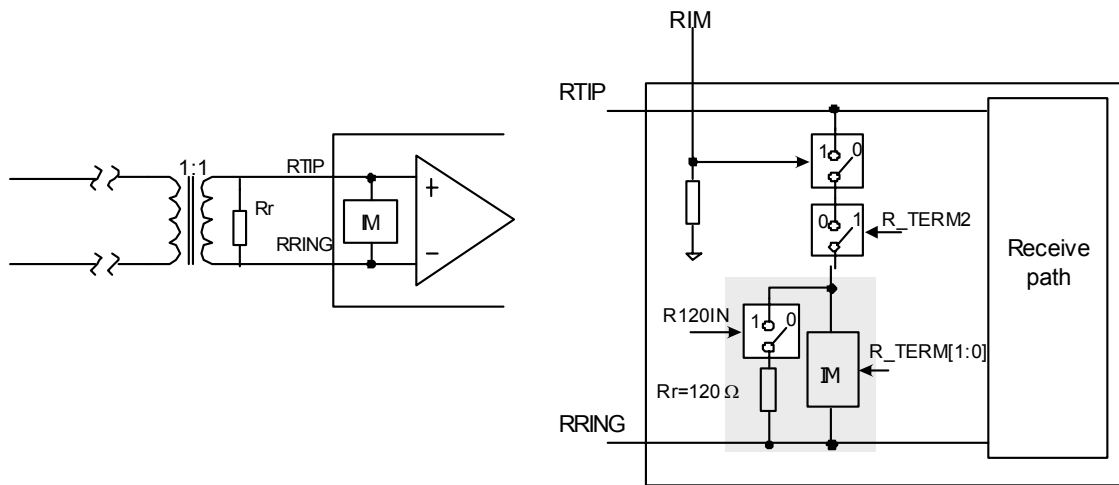 1:1
RTIP
Rr
IM
RRING
+
−
RIM
RTIP
1 0
0 1
R_TERM2
Receive
path
R120IN
1 0
IM
R_TERM[1:0]
Rr=120 Ω
RRING